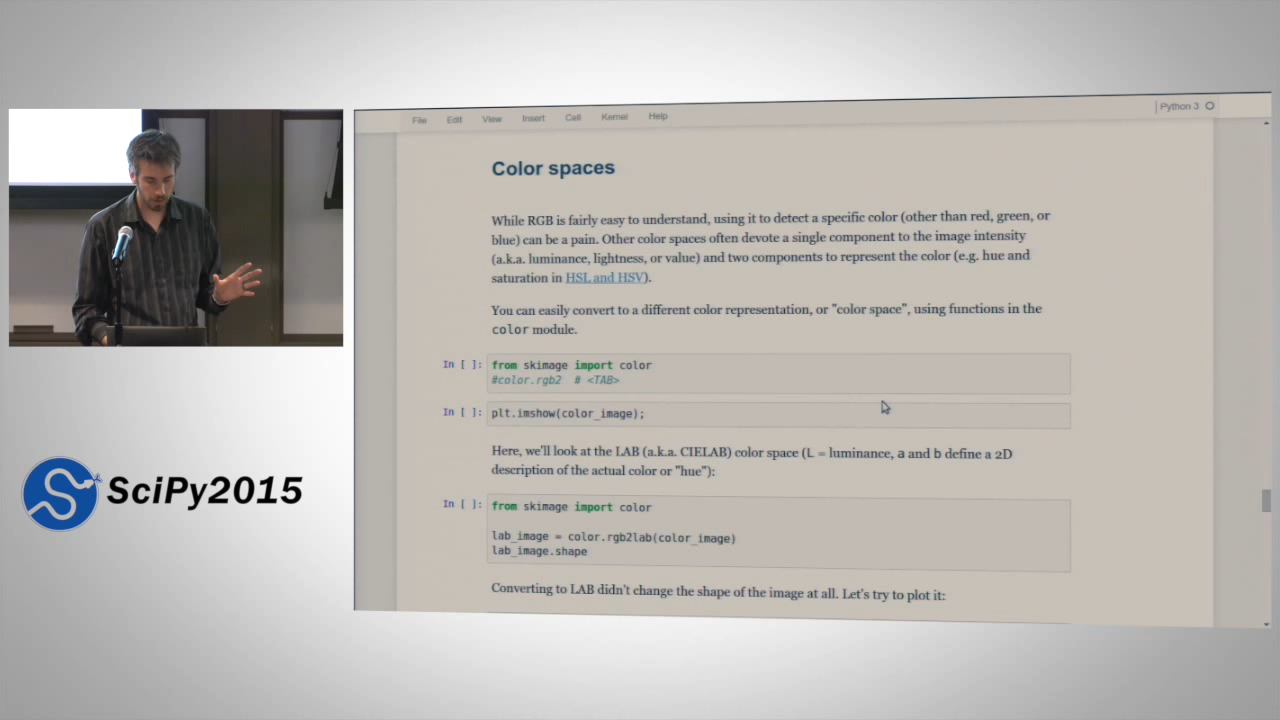 File Edit View Insert Cell Kernel Help
Python 3
Color spaces
While RGB is fairly easy to understand, using it to detect a specific color (other than red, green, or
blue) can be a pain. Other color spaces often devote a single component to the image intensity
(a.k.a. luminance, lightness, or value) and two components to represent the color (e.g. hue and
saturation in HSL and HSV).
You can easily convert to a different color representation, or "color space", using functions in the
color module.
In [ ]: from skimage import color
#color.rgb2 # <TAB>
In [ ]: plt.imshow(color_image);
Here, we'll look at the LAB (a.k.a. CIELAB) color space (L = luminance, a and b define a 2D
description of the actual color or "hue"):
In [ ]: from skimage import color
lab_image = color.rgb2lab(color_image)
lab_image.shape
Converting to LAB didn't change the shape of the image at all. Let's try to plot it:
SciPy2015